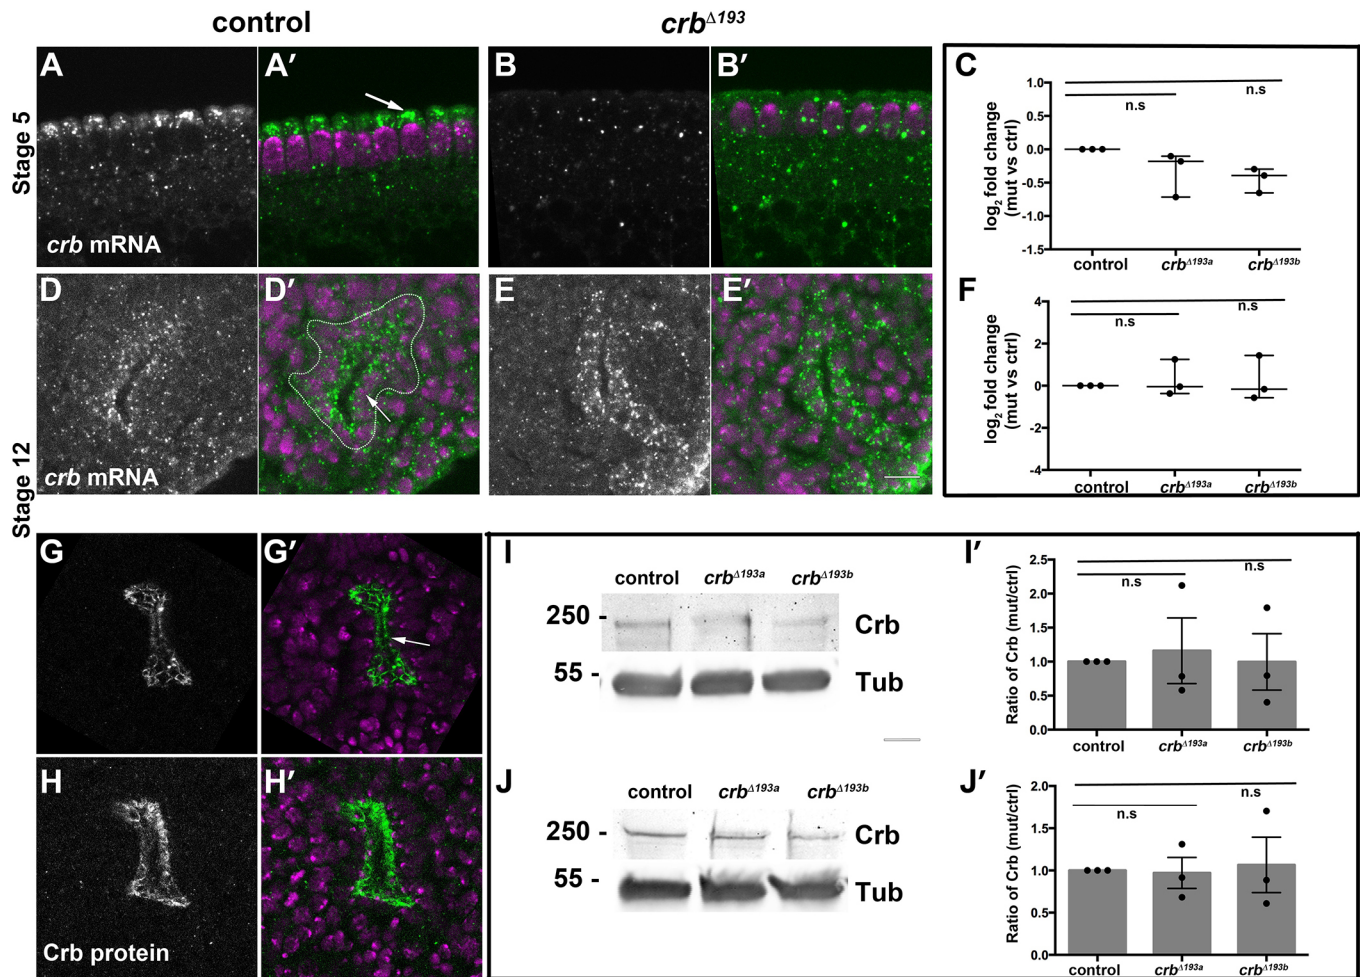 control
crbΔ193
Stage 5
A
A′
B
B′
crb mRNA
C
log2 fold change
(mut vs ctrl)
1.0
0.5
0.0
-0.5
-1.0
-1.5
n.s
n.s
control
crbΔ193a
crbΔ193b
Stage 12
D
D′
E
E′
crb mRNA
F
log2 fold change
(mut vs ctrl)
4
2
0
-2
-4
n.s
n.s
control
crbΔ193a
crbΔ193b
G
G′
H
H′
Crb protein
I
control
crbΔ193a
crbΔ193b
250 -
Crb
55 -
Tub
I′
Ratio of Crb (mut/ctrl)
2.5
2.0
1.5
1.0
0.5
0.0
n.s
n.s
control
crbΔ193a
crbΔ193b
J
control
crbΔ193a
crbΔ193b
250 -
Crb
55 -
Tub
J′
Ratio of Crb (mut/ctrl)
2.0
1.5
1.0
0.5
0.0
n.s
n.s
control
crbΔ193a
crbΔ193b